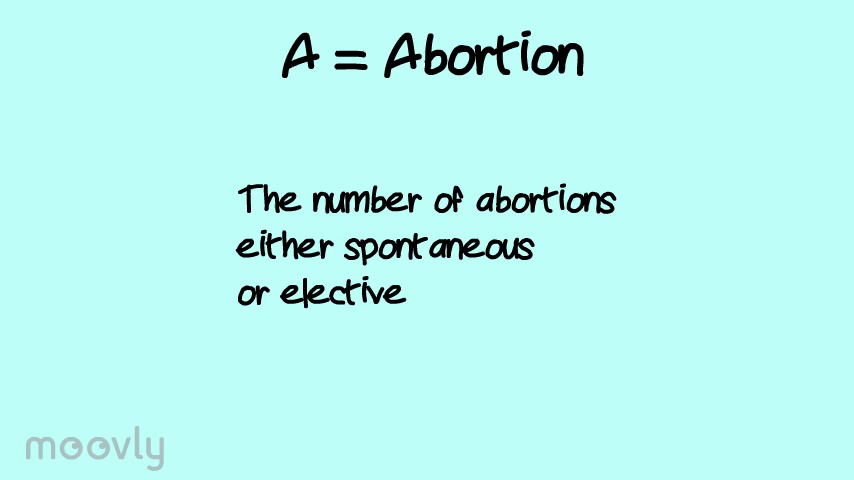 A = Abortion
The number of abortions
either spontaneous
or elective
moovly